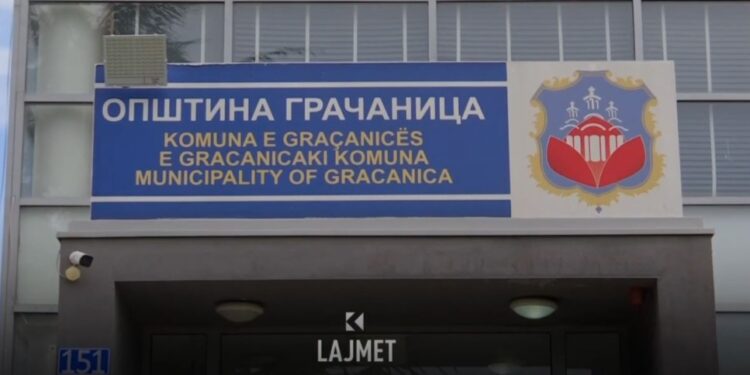 ОПШТИНА ГРАЧАНИЦА
KOMUNA E GRAÇANICËS
E GRACANICAKI KOMUNA
MUNICIPALITY OF GRACANICA
151
LAJMET